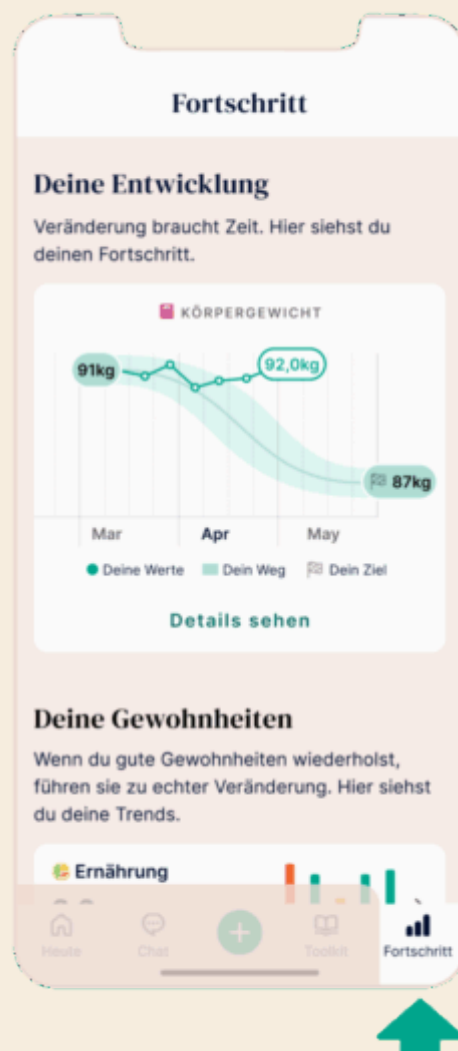 Fortschritt
Deine Entwicklung
Veränderung braucht Zeit. Hier siehst du
deinen Fortschritt.
KÖRPERGEWICHT
91kg
92,0kg
87kg
Mar Apr May
Deine Werte Dein Weg Dein Ziel
Details sehen
Deine Gewohnheiten
Wenn du gute Gewohnheiten wiederholst,
führen sie zu echter Veränderung. Hier siehst
du deine Trends.
Ernährung
Heute Chat Toolkit Fortschritt